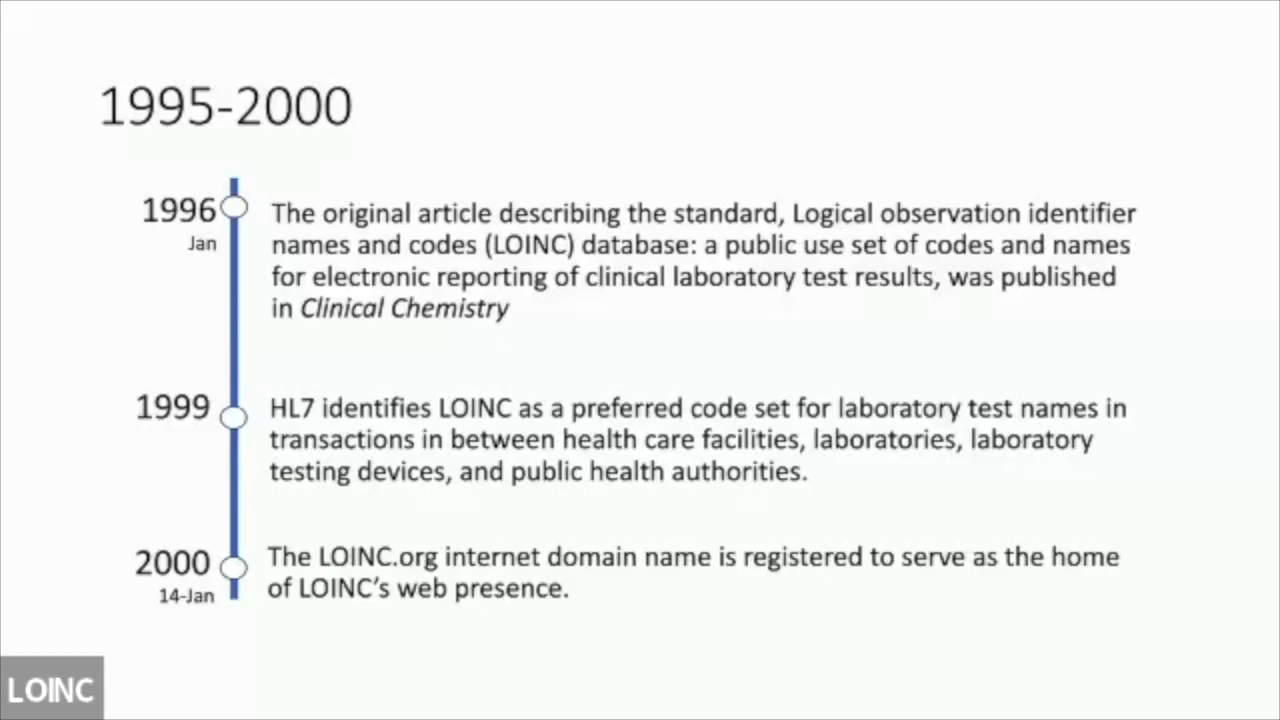 1995-2000
1996
Jan
The original article describing the standard, Logical observation identifier
names and codes (LOINC) database: a public use set of codes and names
for electronic reporting of clinical laboratory test results, was published
in Clinical Chemistry
1999
HL7 identifies LOINC as a preferred code set for laboratory test names in
transactions in between health care facilities, laboratories, laboratory
testing devices, and public health authorities.
2000
14-Jan
The LOINC.org internet domain name is registered to serve as the home
of LOINC’s web presence.
LOINC